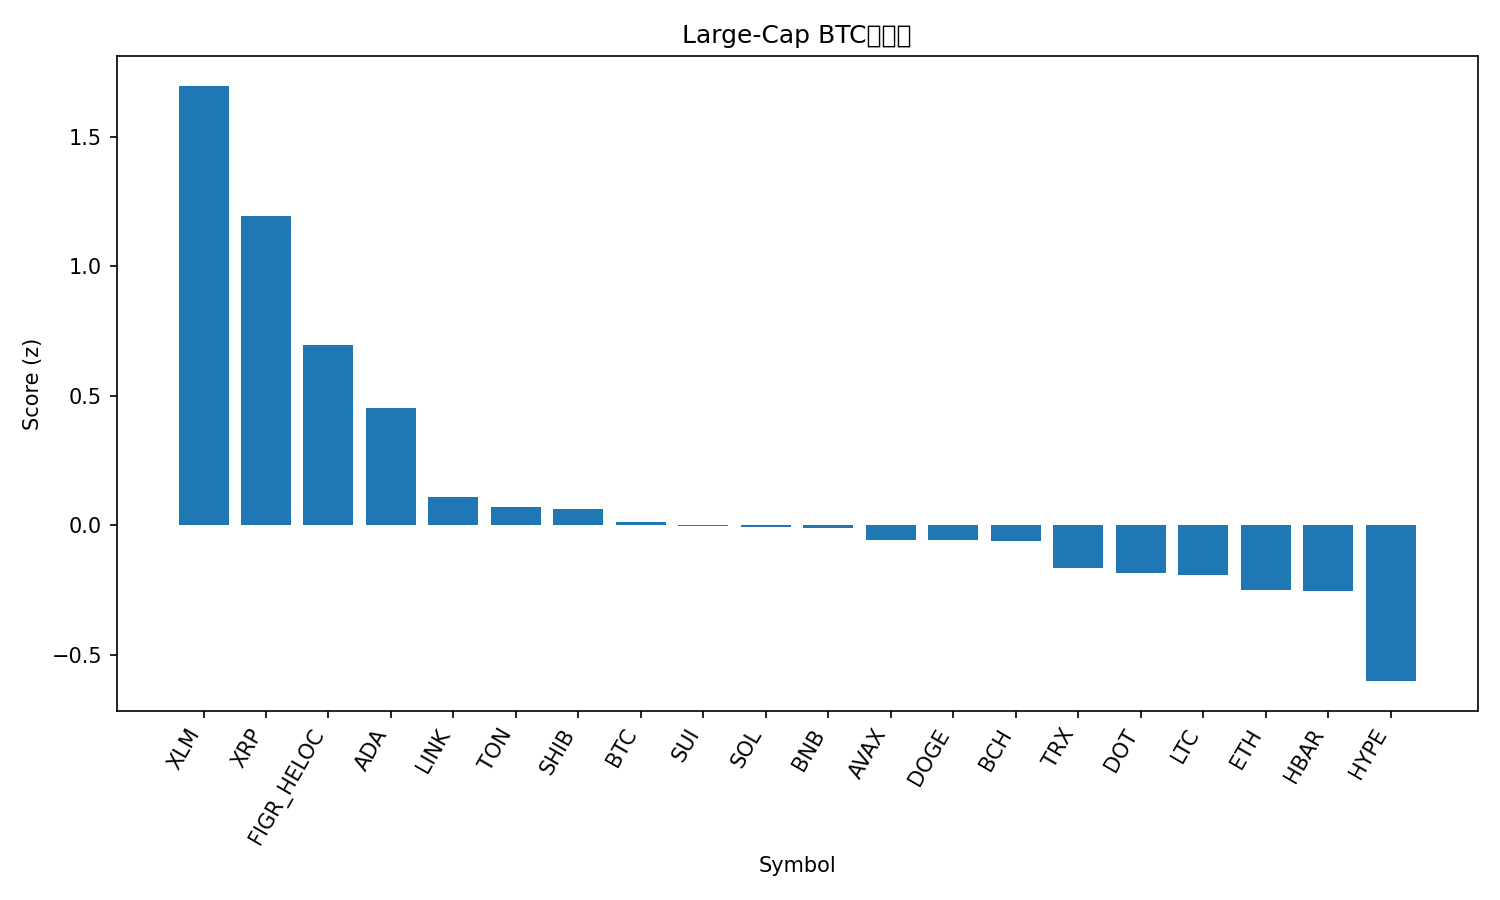 Large-Cap BTC
1.5
1.0
0.5
0.0
−0.5
Score (z)
XLM
XRP
FIGR_HELOC
ADA
LINK
TON
SHIB
BTC
SUI
SOL
BNB
AVAX
DOGE
BCH
TRX
DOT
LTC
ETH
HBAR
HYPE
Symbol